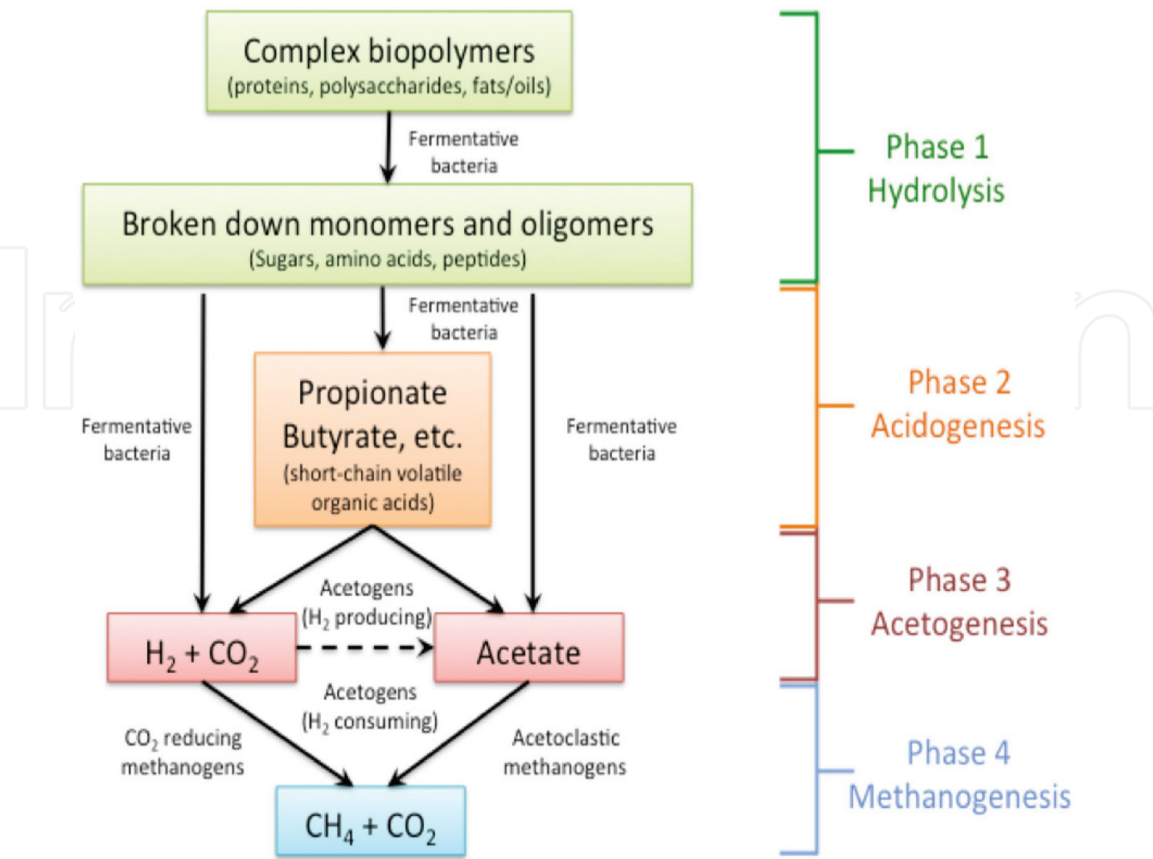 Complex biopolymers
(proteins, polysaccharides, fats/oils)
Fermentative
bacteria
Phase 1
Hydrolysis
Broken down monomers and oligomers
(Sugars, amino acids, peptides)
Fermentative
bacteria
Propionate
Butyrate, etc.
(short-chain volatile
organic acids)
Fermentative
bacteria
Fermentative
bacteria
Phase 2
Acidogenesis
Acetogens
(H₂ producing)
H₂ + CO₂
Acetate
Phase 3
Acetogenesis
Acetogens
(H₂ consuming)
CO₂ reducing
methanogens
Acetoclastic
methanogens
CH₄ + CO₂
Phase 4
Methanogenesis